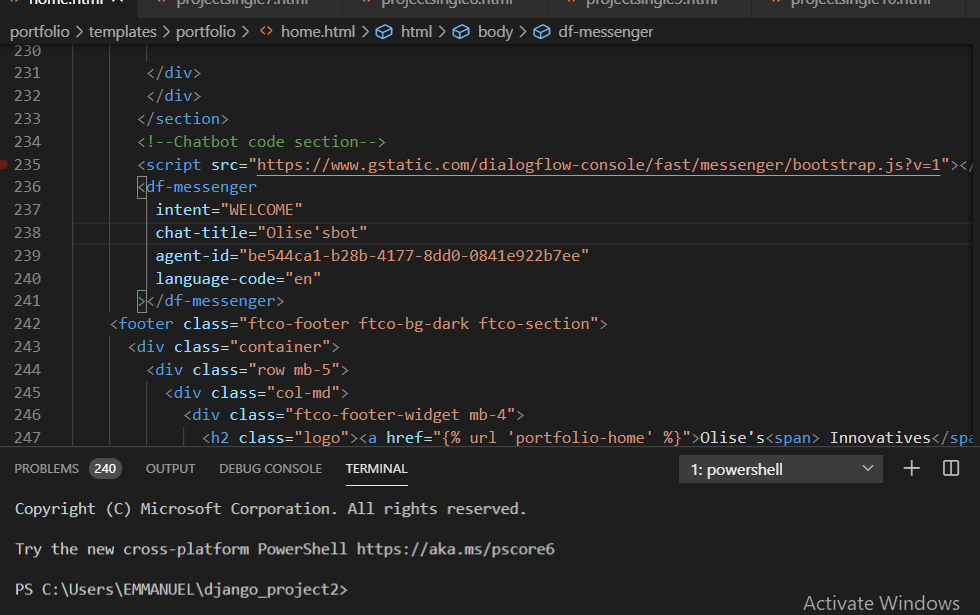 home.html projectsingle7.html projectsingle8.html projectsingle9.html projectsingle10.html
portfolio > templates > portfolio > <> home.html > html > body > df-messenger
230
231 </div>
232 </div>
233 </section>
234 <!--Chatbot code section-->
235 <script src="https://www.gstatic.com/dialogflow-console/fast/messenger/bootstrap.js?v=1"></
236 <df-messenger
237 intent="WELCOME"
238 chat-title="Olise'sbot"
239 agent-id="be544ca1-b28b-4177-8dd0-0841e922b7ee"
240 language-code="en"
241 ></df-messenger>
242 <footer class="ftco-footer ftco-bg-dark ftco-section">
243 <div class="container">
244 <div class="row mb-5">
245 <div class="col-md">
246 <div class="ftco-footer-widget mb-4">
247 <h2 class="logo"><a href="{% url 'portfolio-home' %}">Olise's<span> Innovatives</spa
PROBLEMS 240 OUTPUT DEBUG CONSOLE TERMINAL 1: powershell
Copyright (C) Microsoft Corporation. All rights reserved.
Try the new cross-platform PowerShell https://aka.ms/pscore6
PS C:\Users\EMMANUEL\django_project2>
Activate Windows